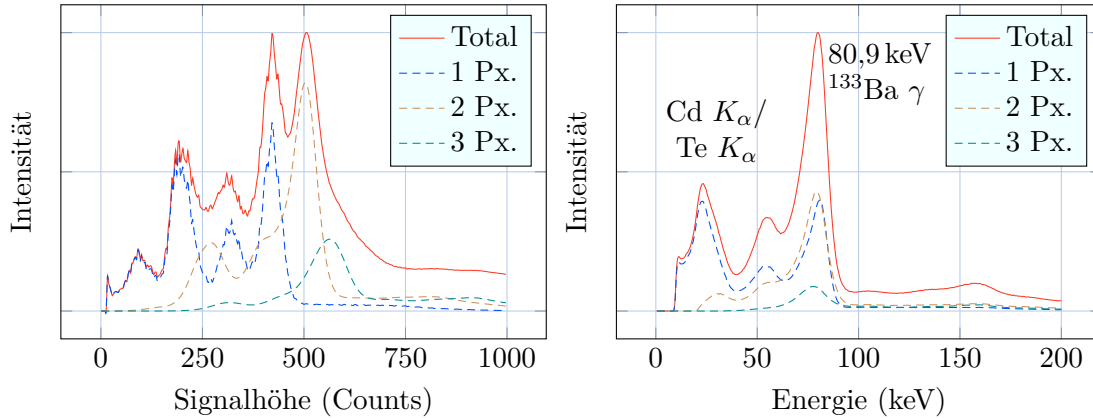 Intensität
Total
1 Px.
2 Px.
3 Px.
0
250
500
750
1000
Signalhöhe (Counts)
Intensität
Cd Kα/
Te Kα
80,9 keV
¹³³Ba γ
Total
1 Px.
2 Px.
3 Px.
0
50
100
150
200
Energie (keV)